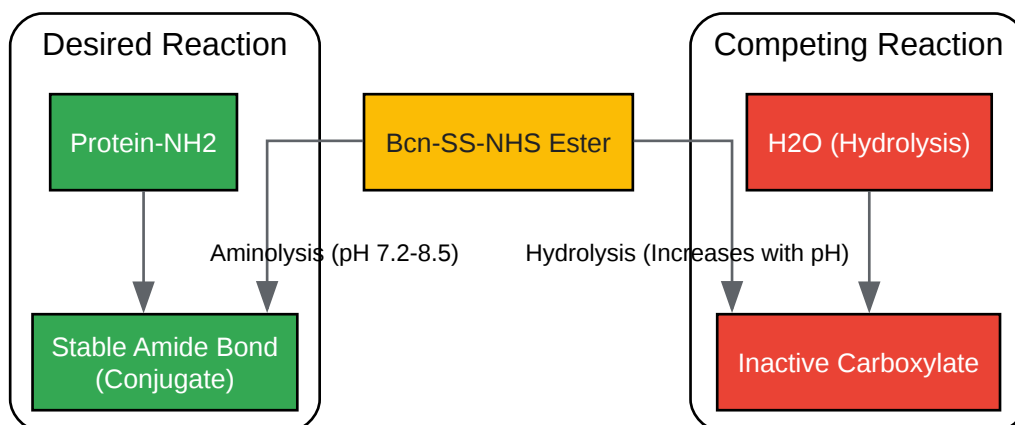 Desired Reaction
Competing Reaction
Protein-NH2
Bcn-SS-NHS Ester
H2O (Hydrolysis)
Aminolysis (pH 7.2-8.5)
Hydrolysis (Increases with pH)
Stable Amide Bond
(Conjugate)
Inactive Carboxylate